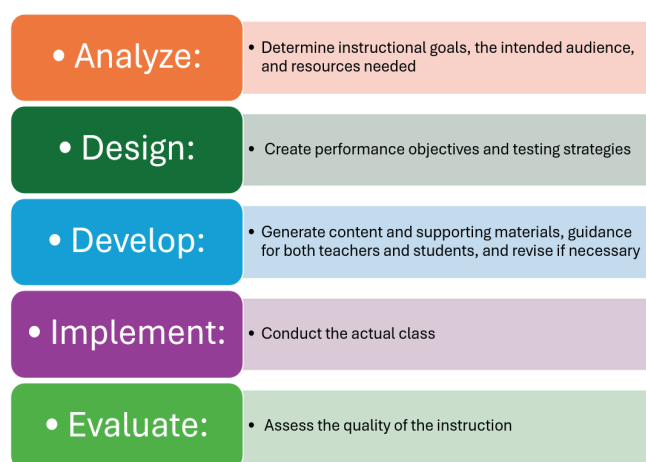 • Analyze:
• Determine instructional goals, the intended audience,
and resources needed
• Design:
• Create performance objectives and testing strategies
• Develop:
• Generate content and supporting materials, guidance
for both teachers and students, and revise if necessary
• Implement:
• Conduct the actual class
• Evaluate:
• Assess the quality of the instruction